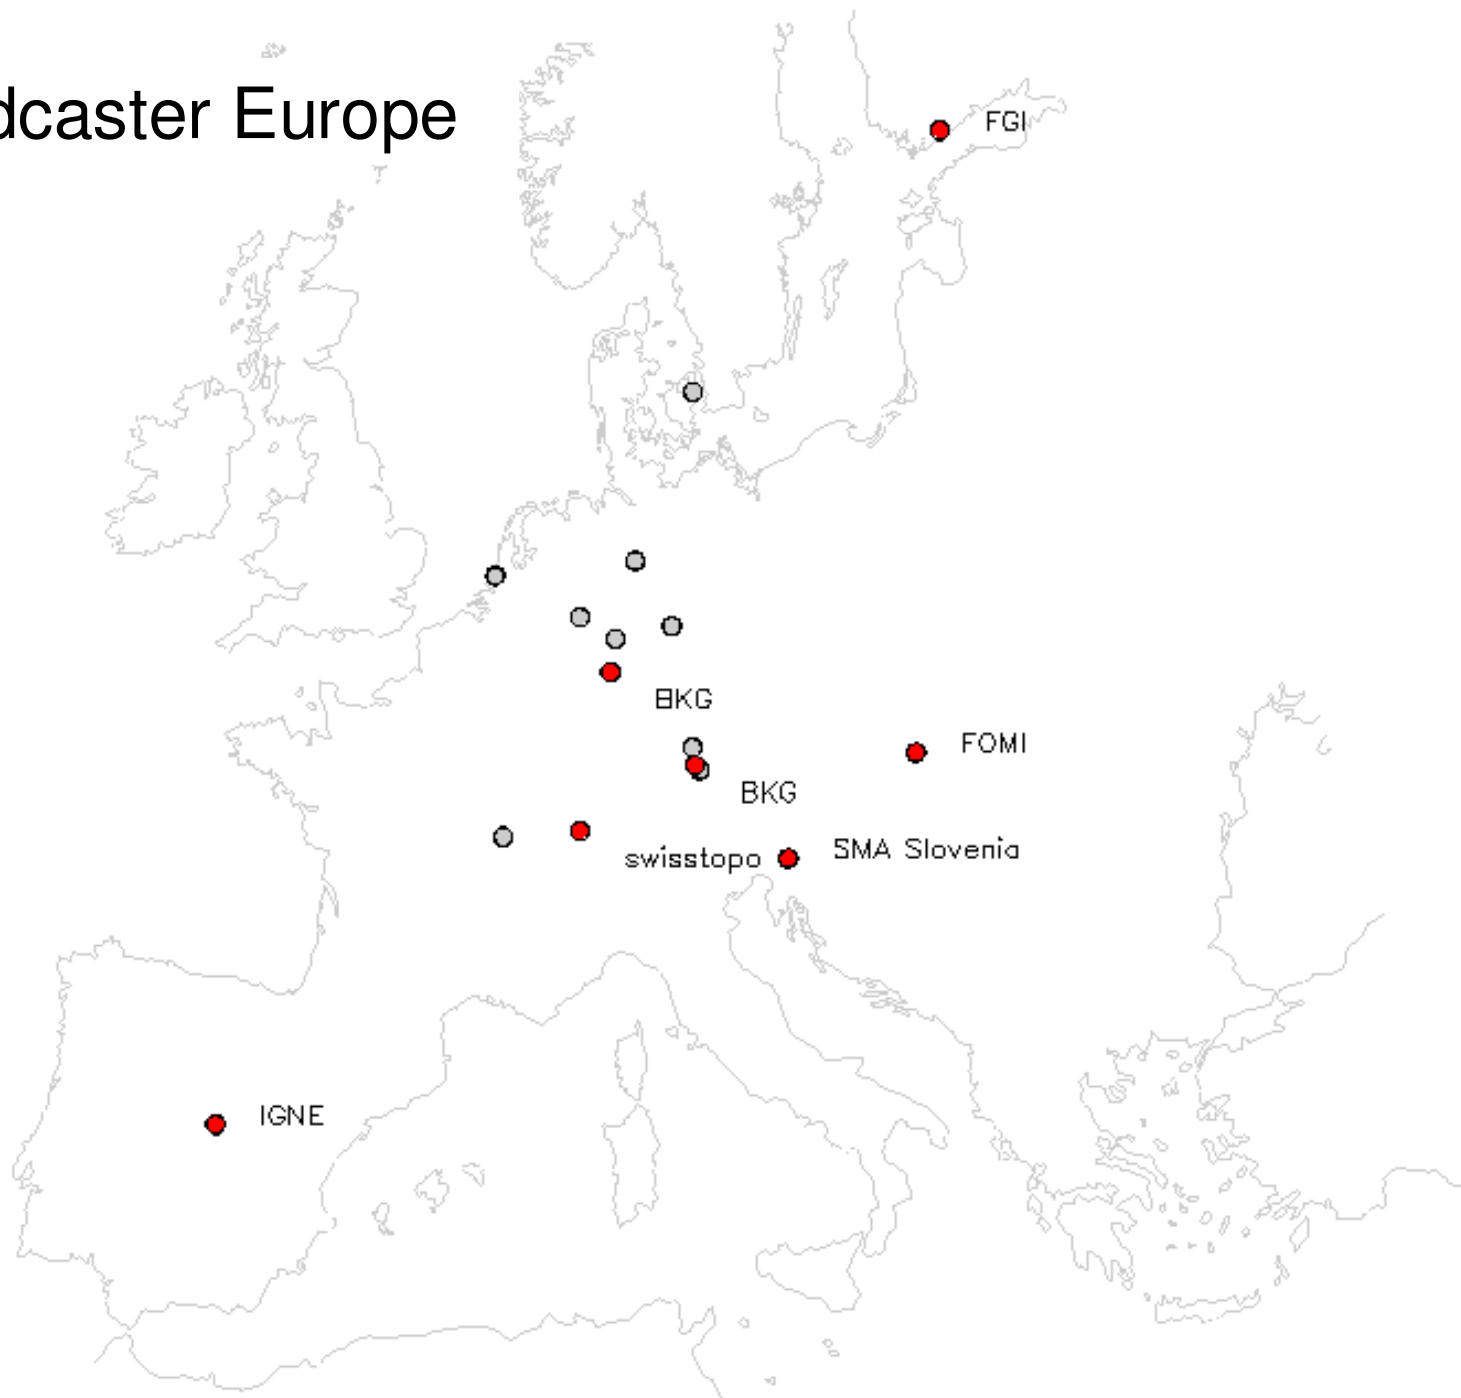 dcaster Europe
FGI
BKG
FOMI
BKG
swisstopo
SMA Slovenia
IGNE